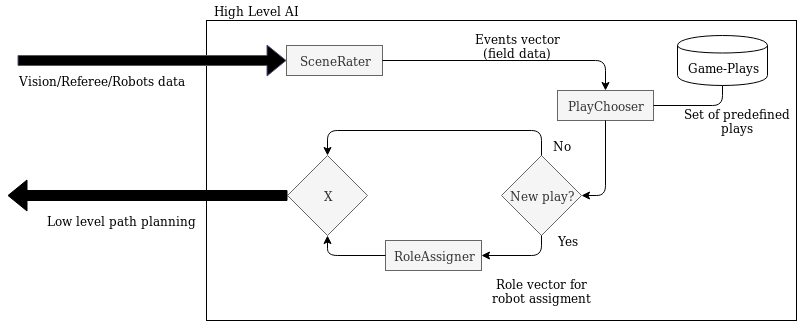 High Level AI
Events vector
(field data)
SceneRater
Game-Plays
Vision/Referee/Robots data
PlayChooser
Set of predefined
plays
No
X
New play?
Low level path planning
Yes
RoleAssigner
Role vector for
robot assigment